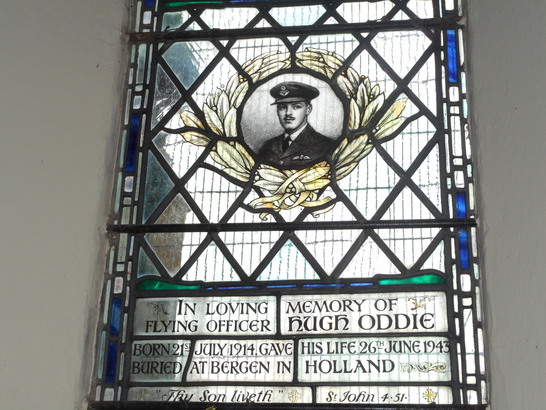 IN LOVING MEMORY OF
FLYING OFFICER HUGH ODDIE
BORN 21ST JULY 1914. GAVE HIS LIFE 26TH JUNE 1943
BURIED AT BERGEN IN HOLLAND
"Thy Son liveth" St John 4·51·